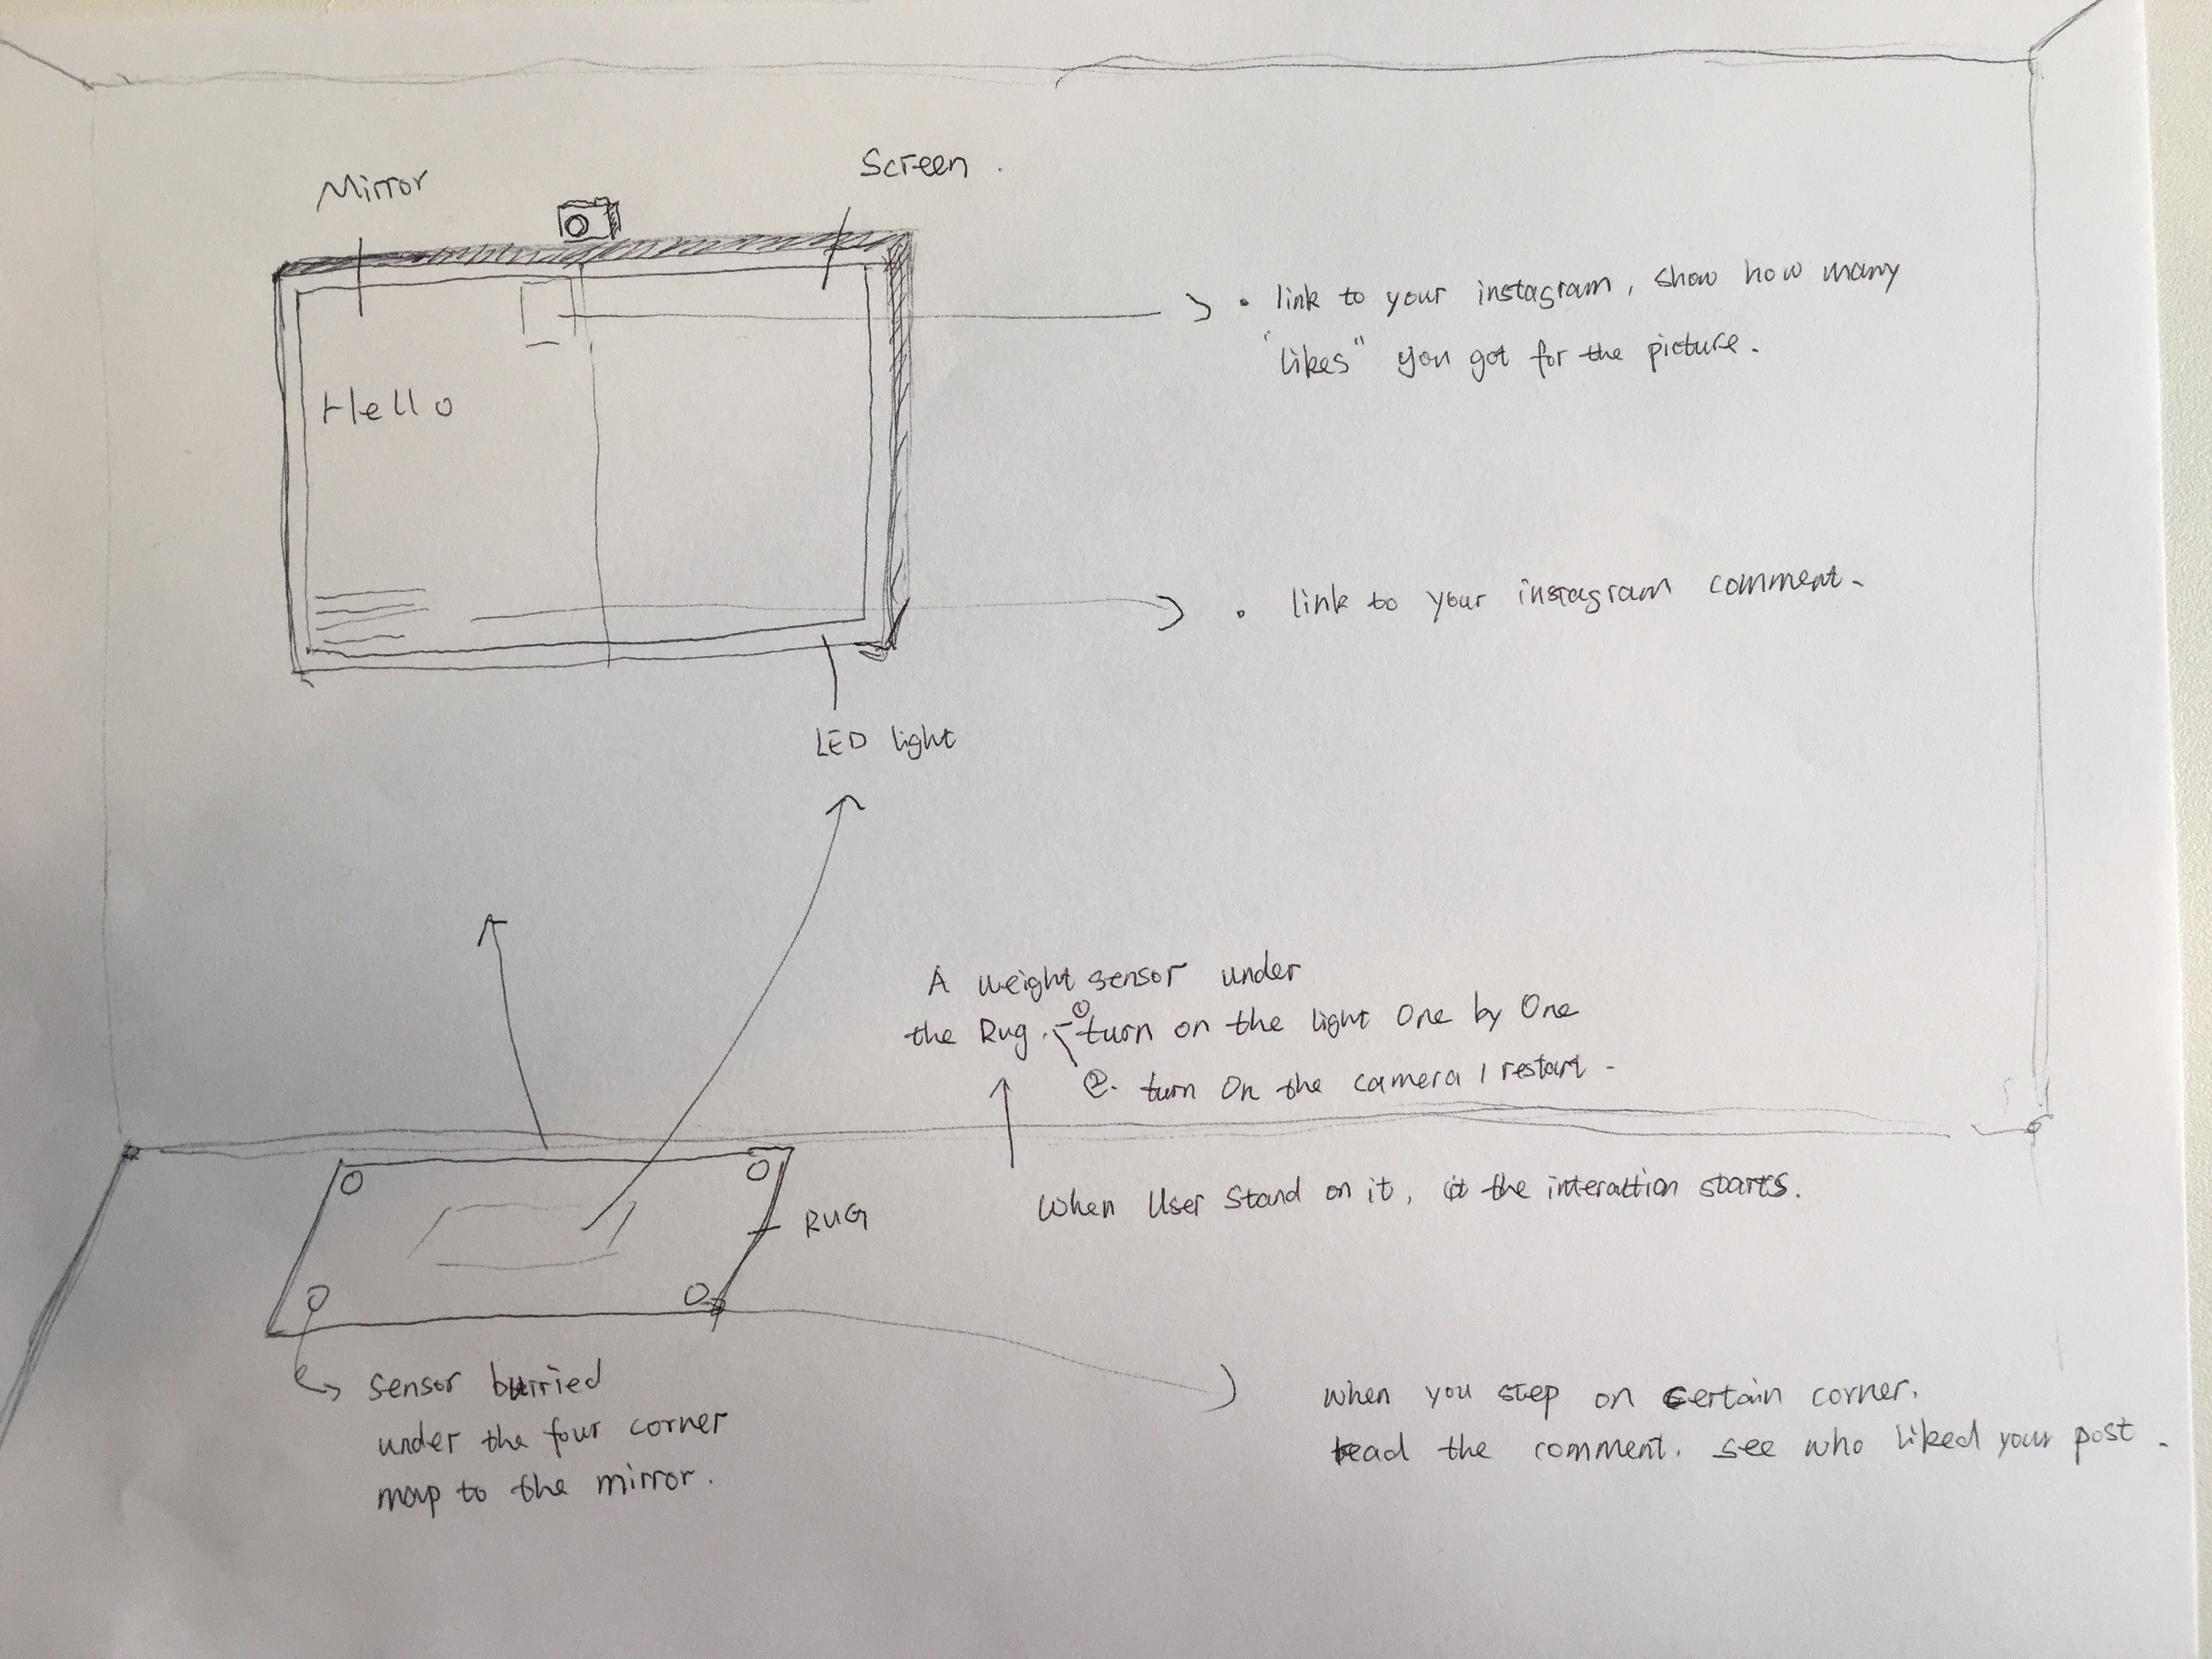 Mirror
Screen.
• link to your instagram, show how many
"likes" you got for the picture.
Hello
• link to your instagram comment.
LED light
A weight sensor under
the Rug. ① turn on the light One by One
②. turn on the camera / restart.
When User Stand on it, the interaction starts.
RUG
Sensor burried
under the four corner
map to the mirror.
when you step on certain corner.
read the comment. see who liked your post.